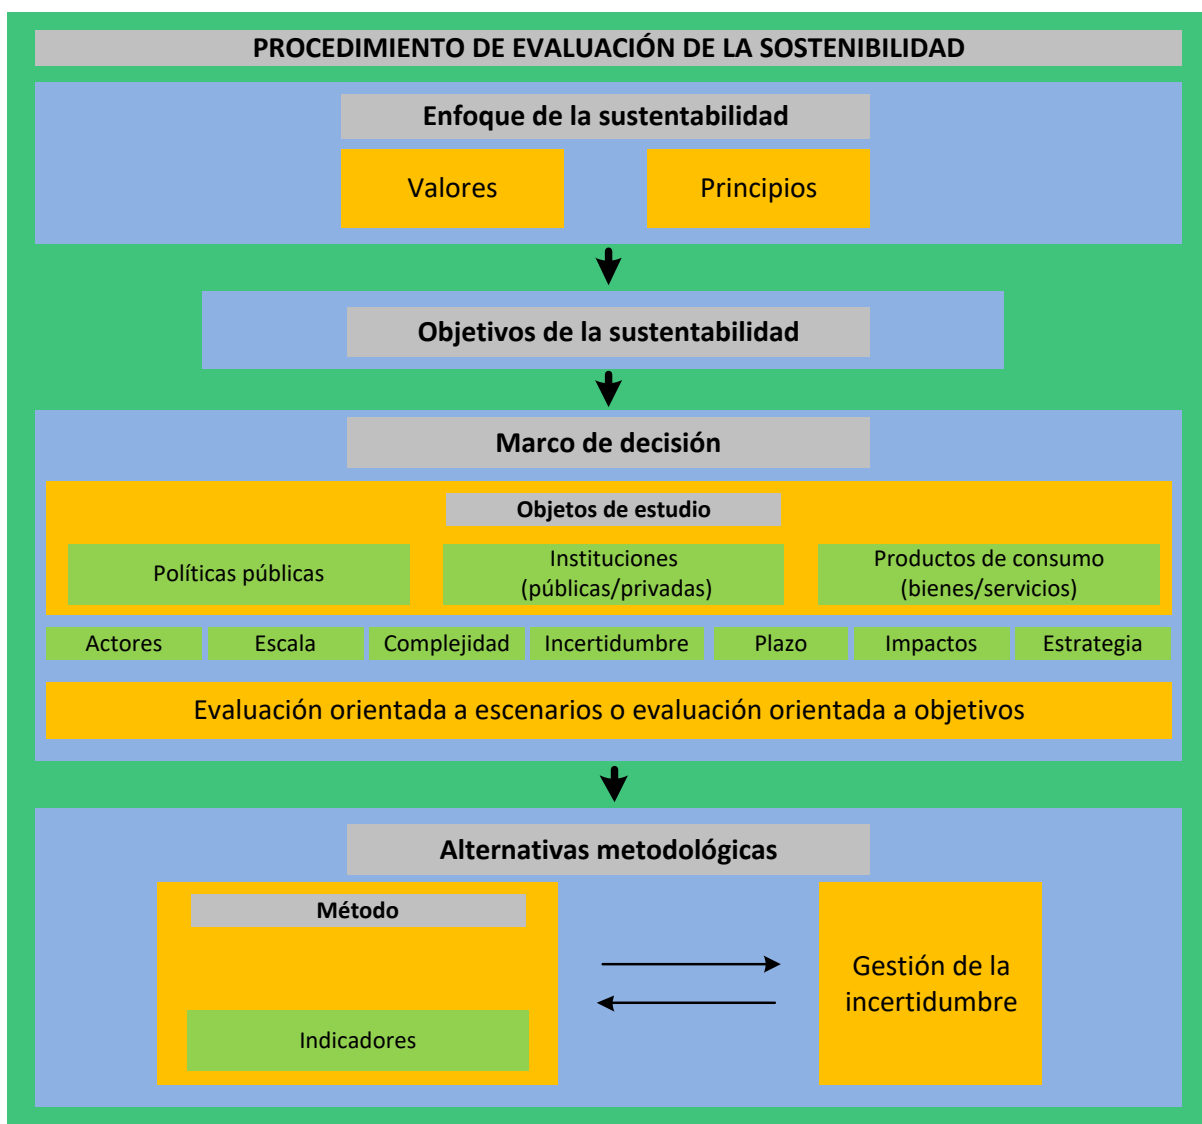 PROCEDIMIENTO DE EVALUACIÓN DE LA SOSTENIBILIDAD
Enfoque de la sustentabilidad
Valores
Principios
Objetivos de la sustentabilidad
Marco de decisión
Objetos de estudio
Políticas públicas
Instituciones
(públicas/privadas)
Productos de consumo
(bienes/servicios)
Actores
Escala
Complejidad
Incertidumbre
Plazo
Impactos
Estrategia
Evaluación orientada a escenarios o evaluación orientada a objetivos
Alternativas metodológicas
Método
Indicadores
Gestión de la
incertidumbre